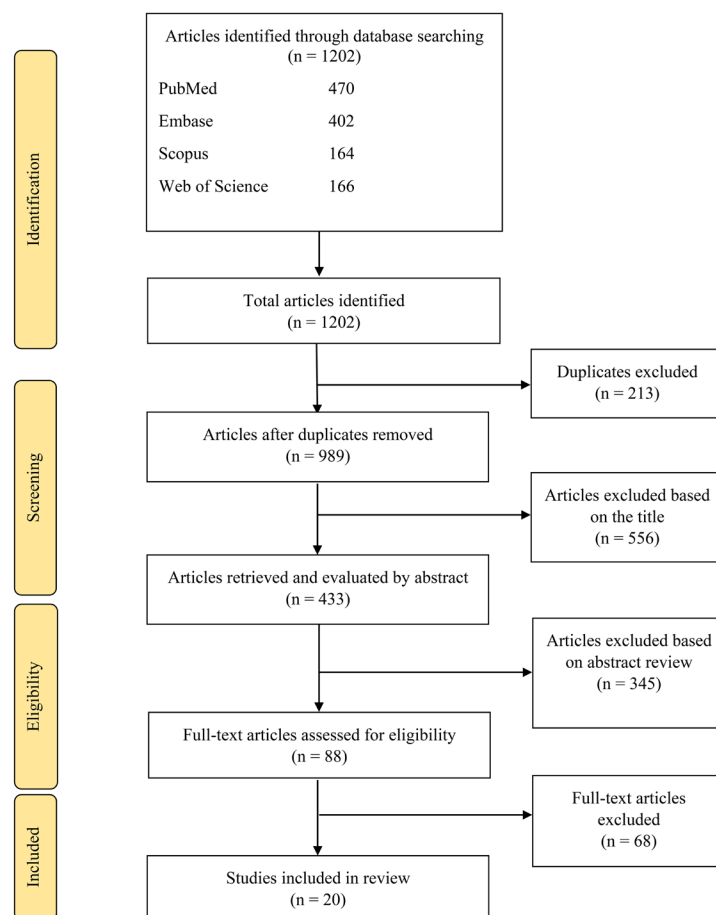 Articles identified through database searching
(n = 1202)
PubMed 470
Embase 402
Scopus 164
Web of Science 166
Identification
Total articles identified
(n = 1202)
Duplicates excluded
(n = 213)
Screening
Articles after duplicates removed
(n = 989)
Articles excluded based
on the title
(n = 556)
Articles retrieved and evaluated by abstract
(n = 433)
Eligibility
Articles excluded based
on abstract review
(n = 345)
Full-text articles assessed for eligibility
(n = 88)
Included
Full-text articles
excluded
(n = 68)
Studies included in review
(n = 20)